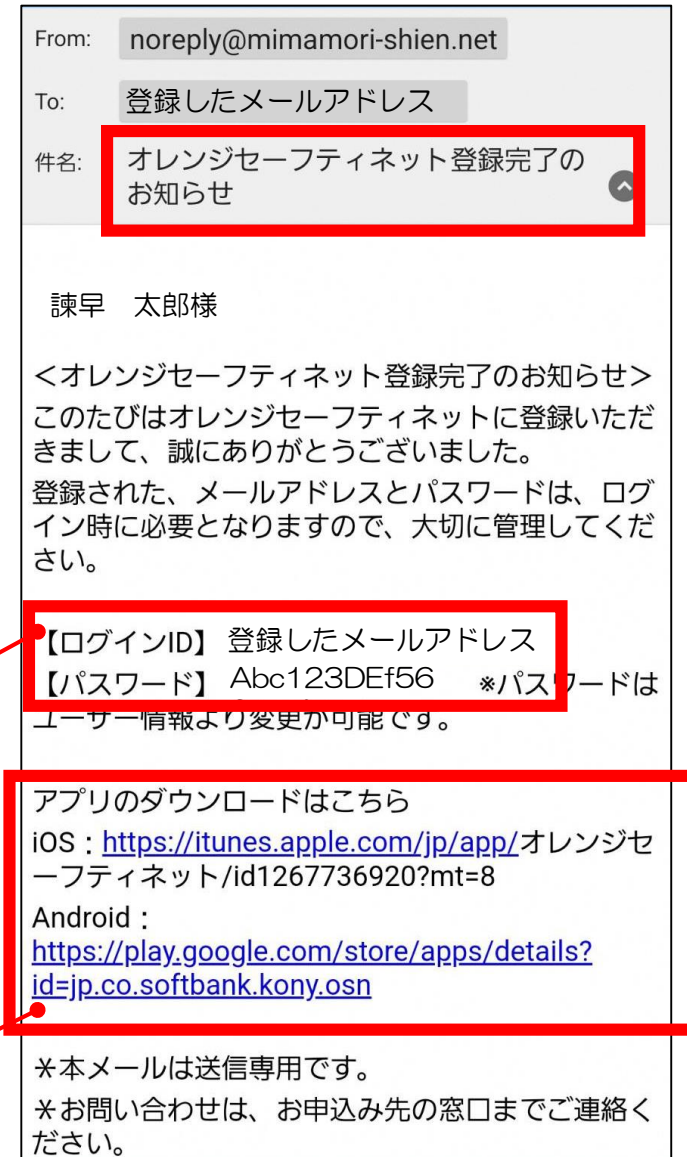 From: noreply@mimamori-shien.net
To: 登録したメールアドレス
件名: オレンジセーフティネット登録完了の
お知らせ
諫早　太郎様
＜オレンジセーフティネット登録完了のお知らせ＞
このたびはオレンジセーフティネットに登録いただ
きまして、誠にありがとうございました。
登録された、メールアドレスとパスワードは、ログ
イン時に必要となりますので、大切に管理してくだ
さい。
【ログインID】 登録したメールアドレス
【パスワード】 Abc123DEf56　※パスワードは
ユーザー情報より変更が可能です。
アプリのダウンロードはこちら
iOS：https://itunes.apple.com/jp/app/オレンジセ
ーフティネット/id1267736920?mt=8
Android：
https://play.google.com/store/apps/details?
id=jp.co.softbank.kony.osn
＊本メールは送信専用です。
＊お問い合わせは、お申込み先の窓口までご連絡く
ださい。